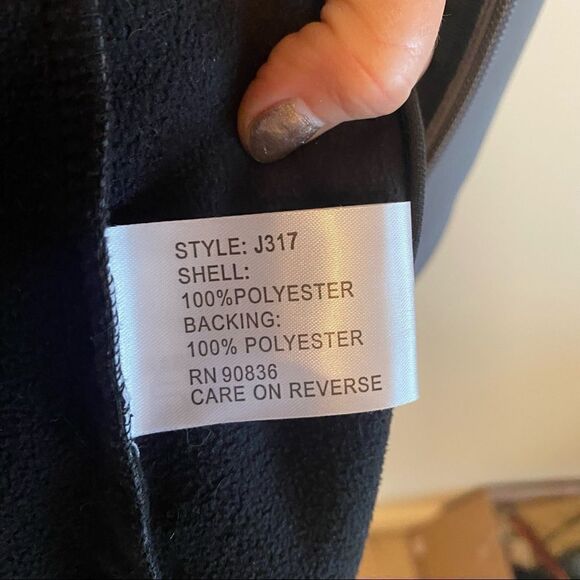 STYLE: J317
SHELL:
100%POLYESTER
BACKING:
100% POLYESTER
RN 90836
CARE ON REVERSE